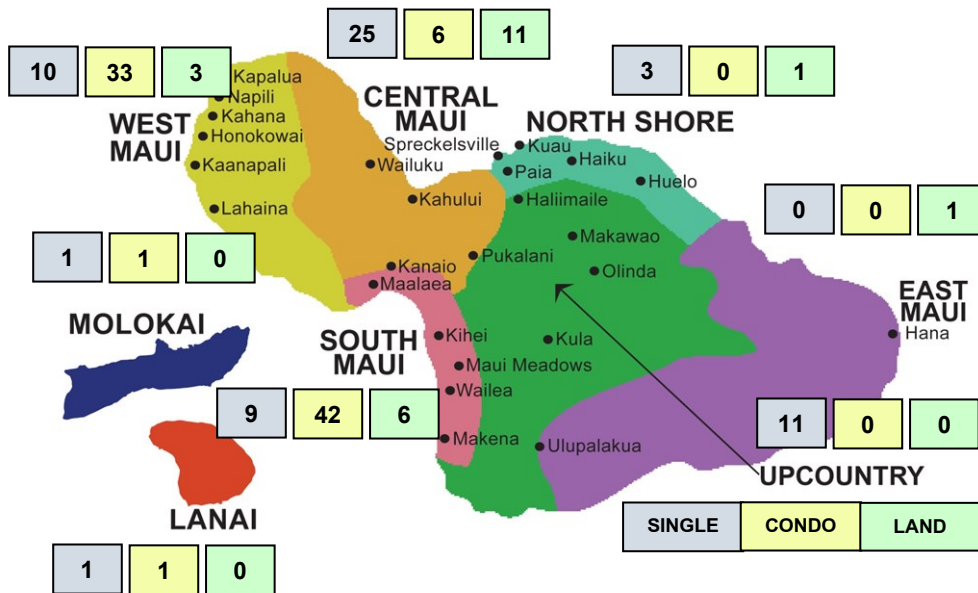 25 6 11
10 33 3
3 0 1
Kapalua
Napili
WEST
MAUI
Kahana
Honokowai
Kaanapali
Lahaina
CENTRAL
MAUI
Wailuku
Kahului
NORTH SHORE
Spreckelsville
Kuau
Paia
Haiku
Huelo
Haliimaile
0 0 1
Makawao
Pukalani
Olinda
1 1 0
Kanaio
Maalaea
EAST
MAUI
Hana
MOLOKAI
SOUTH
MAUI
Kihei
Kula
Maui Meadows
Wailea
9 42 6
Makena
Ulupalakua
11 0 0
UPCOUNTRY
LANAI
SINGLE CONDO LAND
1 1 0